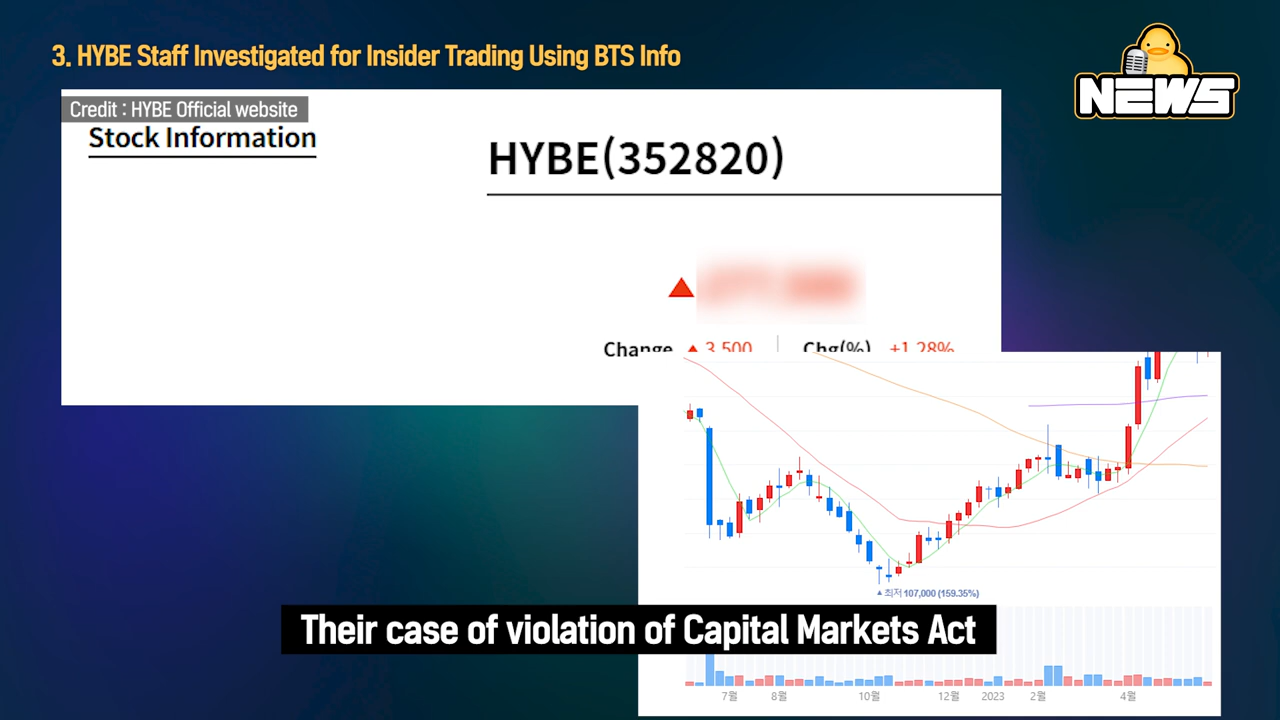 3. HYBE Staff Investigated for Insider Trading Using BTS Info
NEWS
Credit : HYBE Official website
Stock Information
HYBE(352820)
▲
Change ▲ 3,500 Chg(%) +1.28%
▲최저 107,000 (159.35%)
Their case of violation of Capital Markets Act
7월 8월 10월 12월 2023 2월 4월